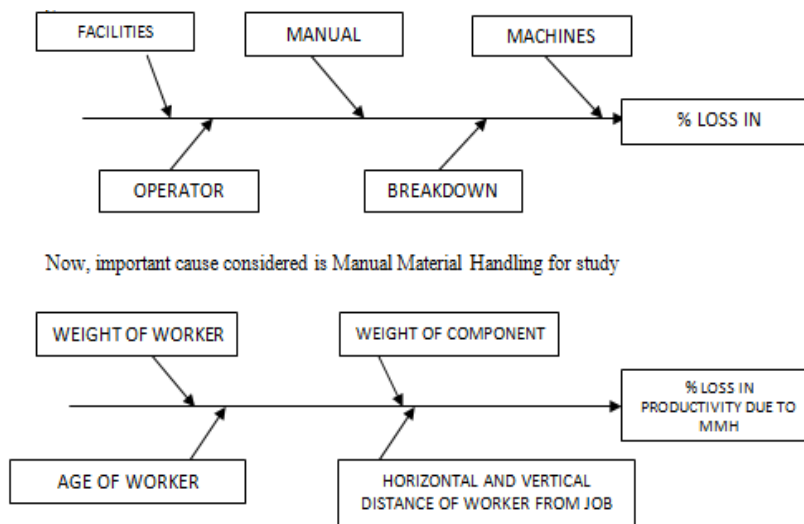 FACILITIES
MANUAL
MACHINES
% LOSS IN
OPERATOR
BREAKDOWN
Now, important cause considered is Manual Material Handling for study
WEIGHT OF WORKER
WEIGHT OF COMPONENT
% LOSS IN
PRODUCTIVITY DUE TO
MMH
AGE OF WORKER
HORIZONTAL AND VERTICAL
DISTANCE OF WORKER FROM JOB